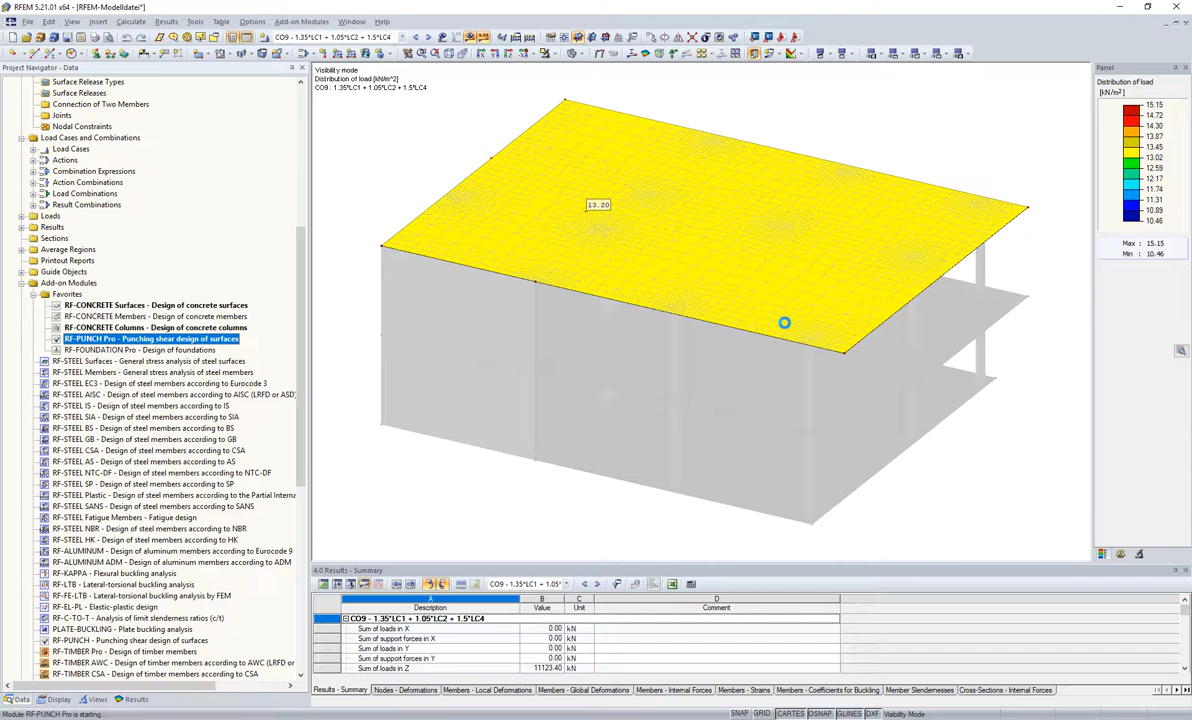 RFEM 5.21.01 x64 - [RFEM-Modelldatei*]
File Edit View Insert Calculate Results Tools Table Options Add-on Modules Window Help
CO9 - 1.35*LC1 + 1.05*LC2 + 1.5*LC4
Project Navigator - Data
Surface Release Types
Surface Releases
Connection of Two Members
Joints
Nodal Constraints
Load Cases and Combinations
Load Cases
Actions
Combination Expressions
Action Combinations
Load Combinations
Result Combinations
Loads
Results
Sections
Average Regions
Printout Reports
Guide Objects
Add-on Modules
Favorites
RF-CONCRETE Surfaces - Design of concrete surfaces
RF-CONCRETE Members - Design of concrete members
RF-CONCRETE Columns - Design of concrete columns
RF-PUNCH Pro - Punching shear design of surfaces
RF-FOUNDATION Pro - Design of foundations
RF-STEEL Surfaces - General stress analysis of steel surfaces
RF-STEEL Members - General stress analysis of steel members
RF-STEEL EC3 - Design of steel members according to Eurocode 3
RF-STEEL AISC - Design of steel members according to AISC (LRFD or ASD)
RF-STEEL IS - Design of steel members according to IS
RF-STEEL SIA - Design of steel members according to SIA
RF-STEEL BS - Design of steel members according to BS
RF-STEEL GB - Design of steel members according to GB
RF-STEEL CSA - Design of steel members according to CSA
RF-STEEL AS - Design of steel members according to AS
RF-STEEL NTC-DF - Design of steel members according to NTC-DF
RF-STEEL SP - Design of steel members according to SP
RF-STEEL Plastic - Design of steel members according to the Partial Interna
RF-STEEL SANS - Design of steel members according to SANS
RF-STEEL Fatigue Members - Fatigue design
RF-STEEL NBR - Design of steel members according to NBR
RF-STEEL HK - Design of steel members according to HK
RF-ALUMINUM - Design of aluminum members according to Eurocode 9
RF-ALUMINUM ADM - Design of aluminum members according to ADM
RF-KAPPA - Flexural buckling analysis
RF-LTB - Lateral-torsional buckling analysis
RF-FE-LTB - Lateral-torsional buckling analysis by FEM
RF-EL-PL - Elastic-plastic design
RF-C-TO-T - Analysis of limit slenderness ratios (c/t)
PLATE-BUCKLING - Plate buckling analysis
RF-PUNCH - Punching shear design of surfaces
RF-TIMBER Pro - Design of timber members
RF-TIMBER AWC - Design of timber members according to AWC (LRFD or
RF-TIMBER CSA - Design of timber members according to CSA
Data Display Views Results
Module RF-PUNCH Pro is starting...
Visibility mode
Distribution of load [kN/m^2]
CO9 : 1.35*LC1 + 1.05*LC2 + 1.5*LC4
13.20
Panel
Distribution of load
[kN/m²]
15.15
14.72
14.30
13.87
13.45
13.02
12.59
12.17
11.74
11.31
10.89
10.46
Max : 15.15
Min : 10.46
4.0 Results - Summary
CO9 - 1.35*LC1 + 1.05*
A B C D
Description Value Unit Comment
CO9 - 1.35*LC1 + 1.05*LC2 + 1.5*LC4
Sum of loads in X 0.00 kN
Sum of support forces in X 0.00 kN
Sum of loads in Y 0.00 kN
Sum of support forces in Y 0.00 kN
Sum of loads in Z 11123.40 kN
Results - Summary Nodes - Deformations Members - Local Deformations Members - Global Deformations Members - Internal Forces Members - Strains Members - Coefficients for Buckling Member Slendernesses Cross-Sections - Internal Forces
SNAP GRID CARTES OSNAP GLINES DXF Visibility Mode